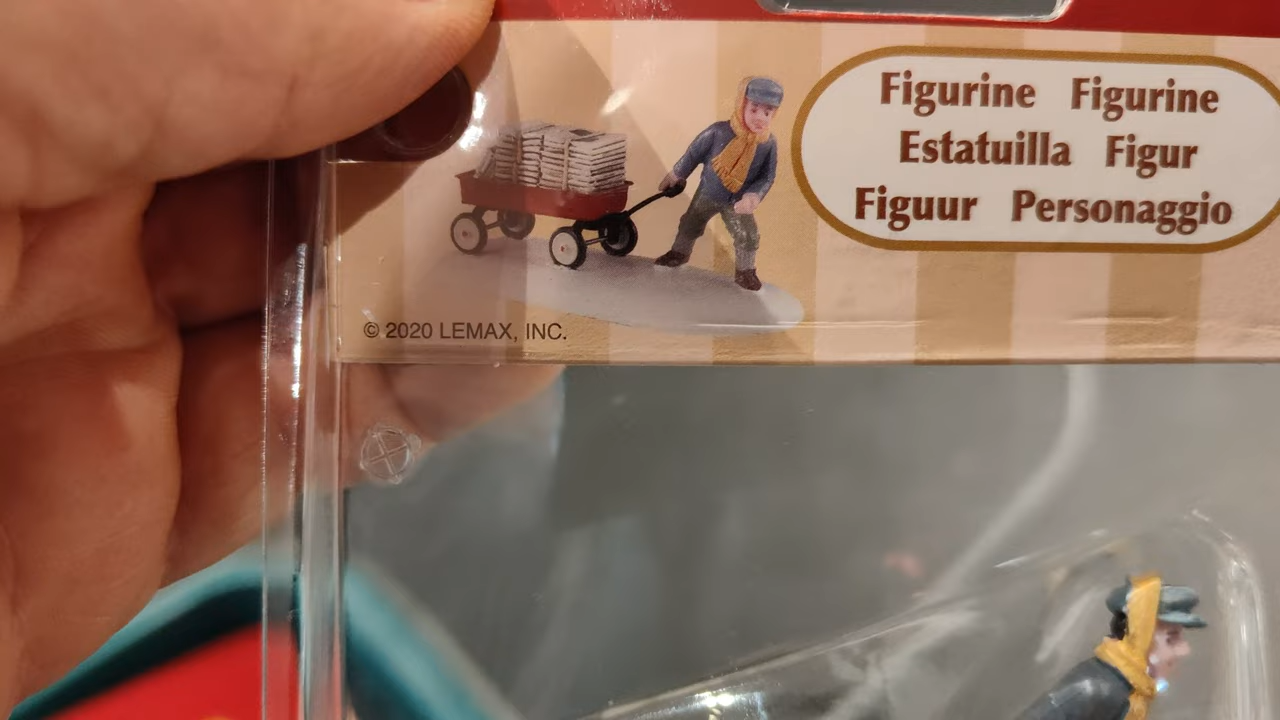 Figurine Figurine
Estatuilla Figur
Figuur Personaggio
© 2020 LEMAX, INC.